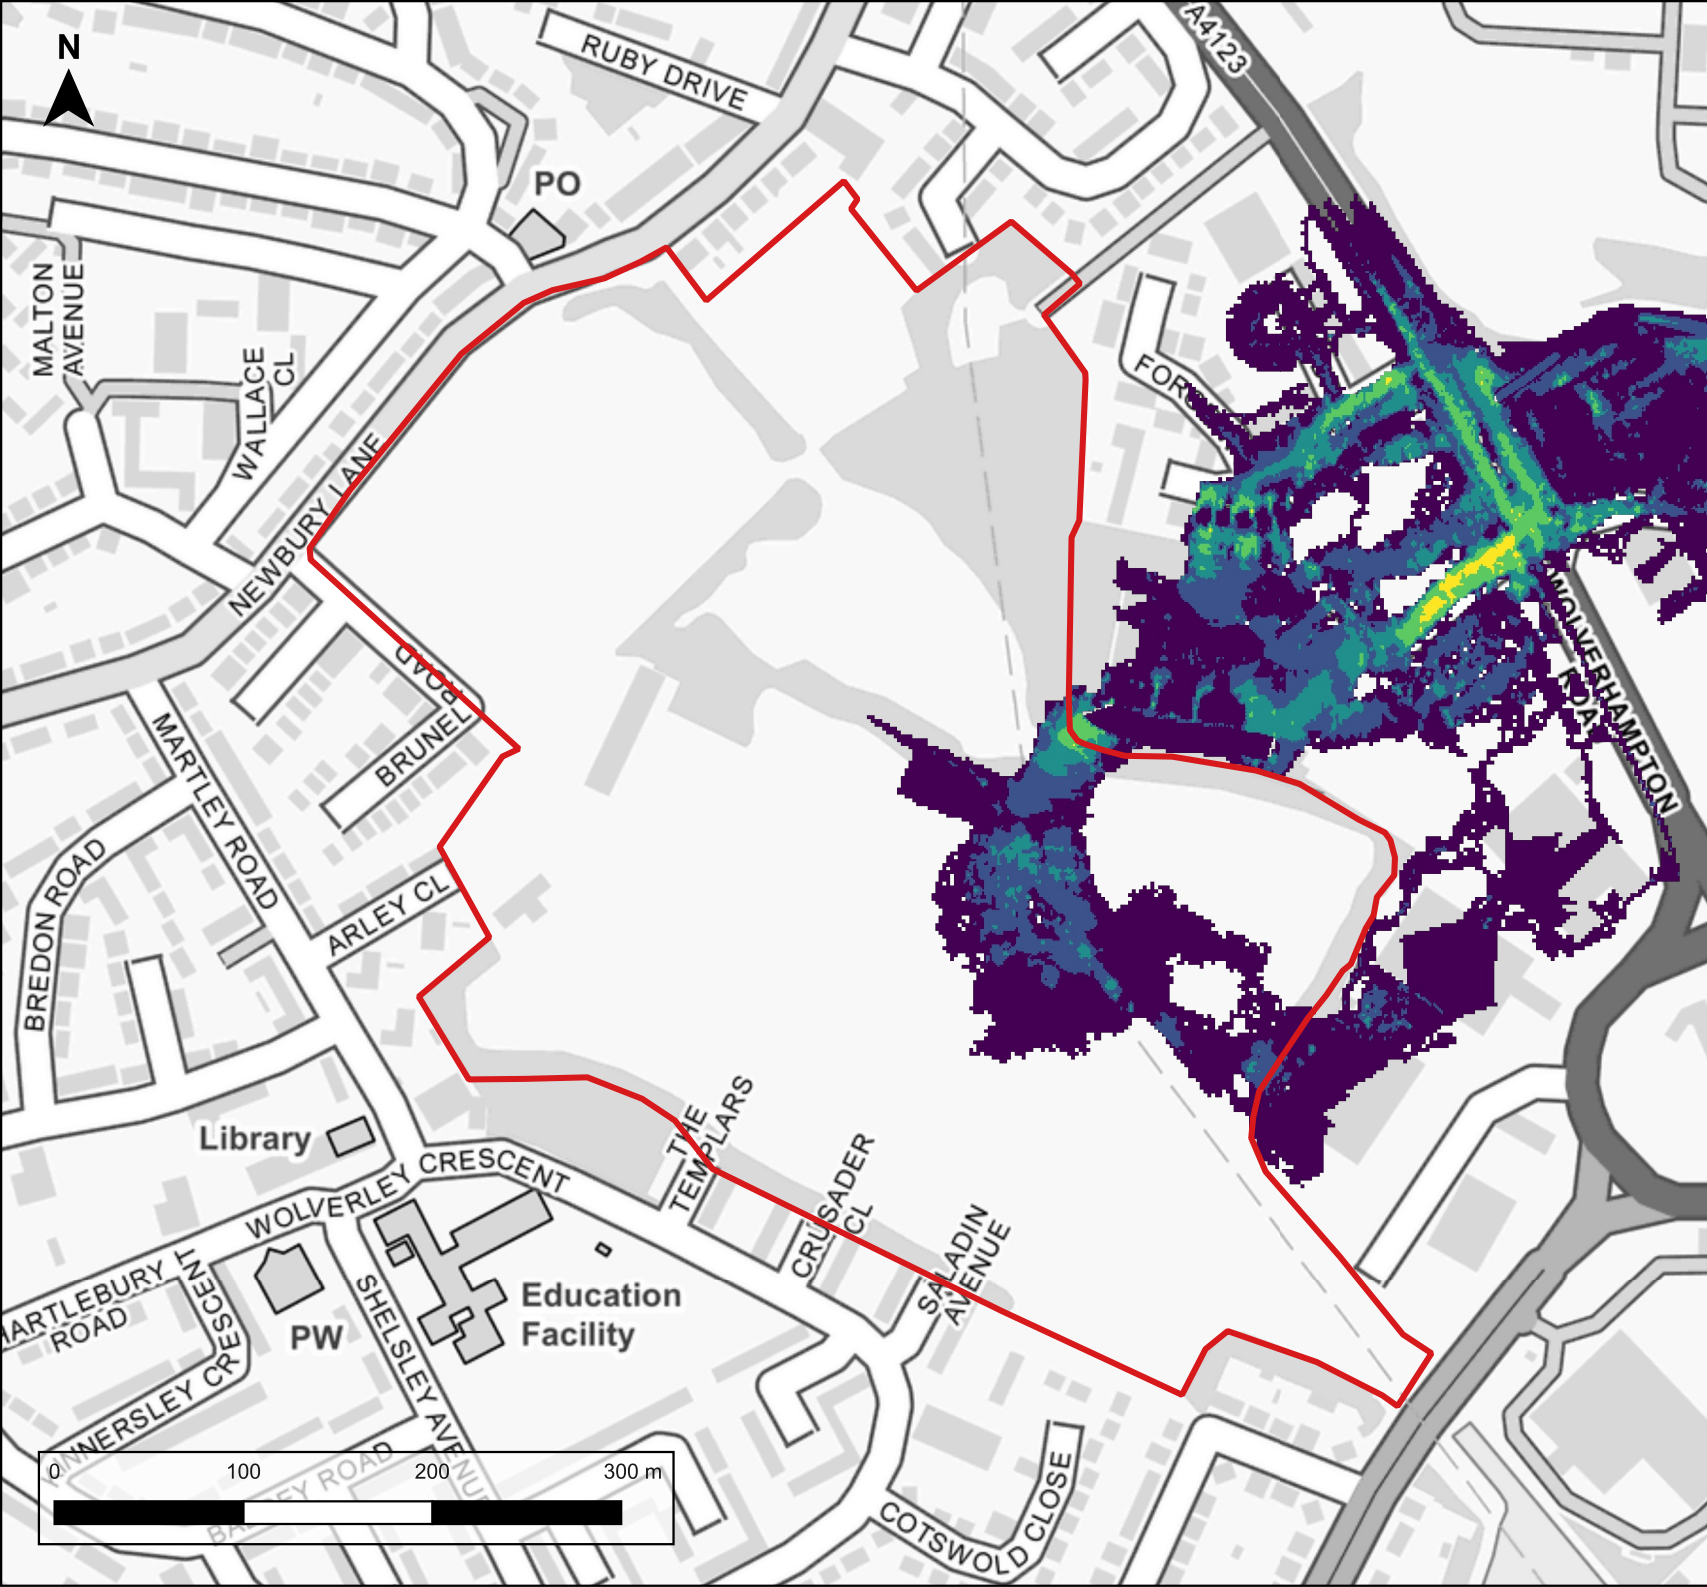 N
RUBY DRIVE
A4123
PO
MALTON
AVENUE
WALLACE
CL
NEWBURY LANE
ROAD
BRUNEL
MARTLEY ROAD
BREDON ROAD
ARLEY CL
WOLVERHAMPTON
ROAD
Library
WOLVERLEY CRESCENT
THE
TEMPLARS
CRUSADER
CL
SALADIN
AVENUE
HARTLEBURY
ROAD
PW
Education
Facility
SHELSLEY AVENUE
CRESCENT
COTSWOLD CLOSE
0 100 200 300 m